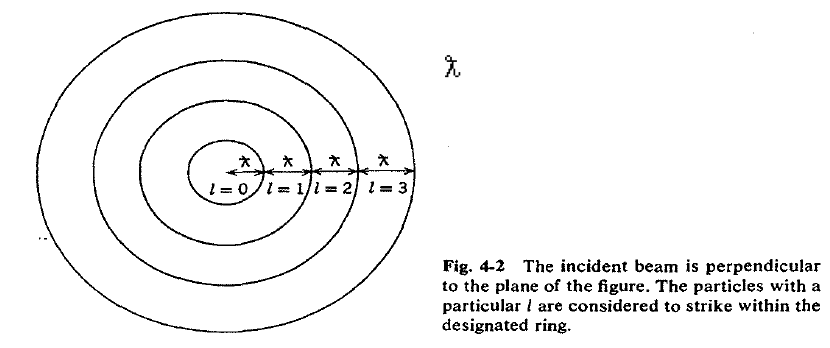 ƛ
ƛ ƛ ƛ ƛ
l = 0 l = 1 l = 2 l = 3
Fig. 4-2 The incident beam is perpendicular
to the plane of the figure. The particles with a
particular l are considered to strike within the
designated ring.